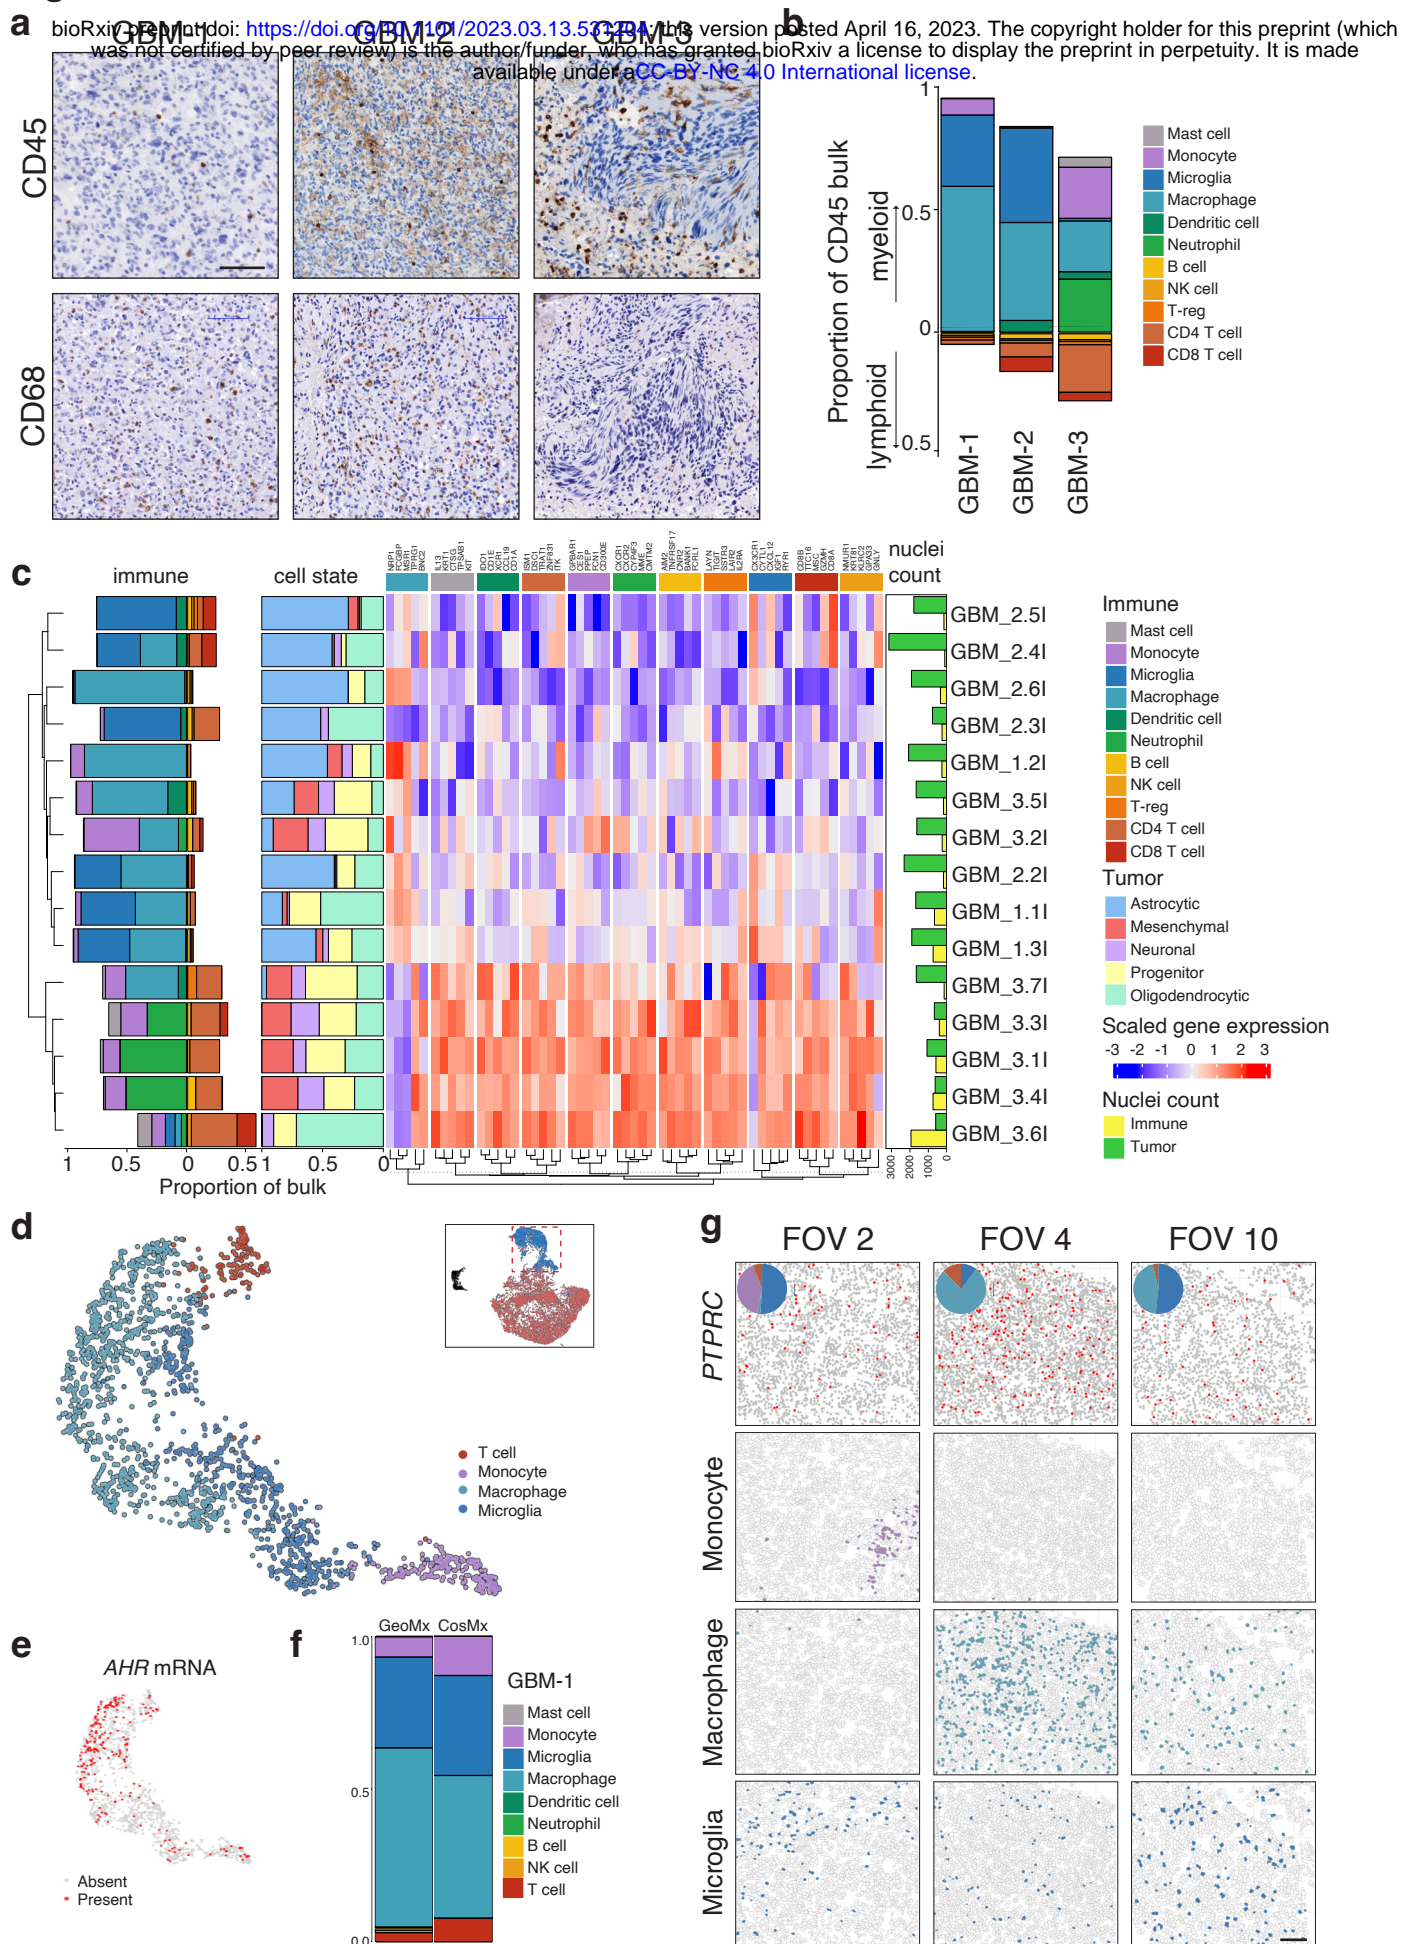 a
bioRxiv preprint doi: https://doi.org/10.1101/2023.03.13.531204; this version posted April 16, 2023. The copyright holder for this preprint (which
was not certified by peer review) is the author/funder, who has granted bioRxiv a license to display the preprint in perpetuity. It is made
available under aCC-BY-NC 4.0 International license.
GBM-1
GBM-2
GBM-3
CD45
CD68
b
Proportion of CD45 bulk
myeloid
lymphoid
1
0.5
0
0.5
GBM-1
GBM-2
GBM-3
Mast cell
Monocyte
Microglia
Macrophage
Dendritic cell
Neutrophil
B cell
NK cell
T-reg
CD4 T cell
CD8 T cell
c
immune
cell state
nuclei
count
GBM_2.5I
GBM_2.4I
GBM_2.6I
GBM_2.3I
GBM_1.2I
GBM_3.5I
GBM_3.2I
GBM_2.2I
GBM_1.1I
GBM_1.3I
GBM_3.7I
GBM_3.3I
GBM_3.1I
GBM_3.4I
GBM_3.6I
1 0.5 0 0.5
1 0.5 0
Proportion of bulk
3000
2000
1000
0
Immune
Mast cell
Monocyte
Microglia
Macrophage
Dendritic cell
Neutrophil
B cell
NK cell
T-reg
CD4 T cell
CD8 T cell
Tumor
Astrocytic
Mesenchymal
Neuronal
Progenitor
Oligodendrocytic
Scaled gene expression
-3 -2 -1 0 1 2 3
Nuclei count
Immune
Tumor
d
T cell
Monocyte
Macrophage
Microglia
e
AHR mRNA
Absent
Present
f
GeoMx CosMx
1.0
0.5
0.0
GBM-1
Mast cell
Monocyte
Microglia
Macrophage
Dendritic cell
Neutrophil
B cell
NK cell
T cell
g
FOV 2
FOV 4
FOV 10
PTPRC
Monocyte
Macrophage
Microglia